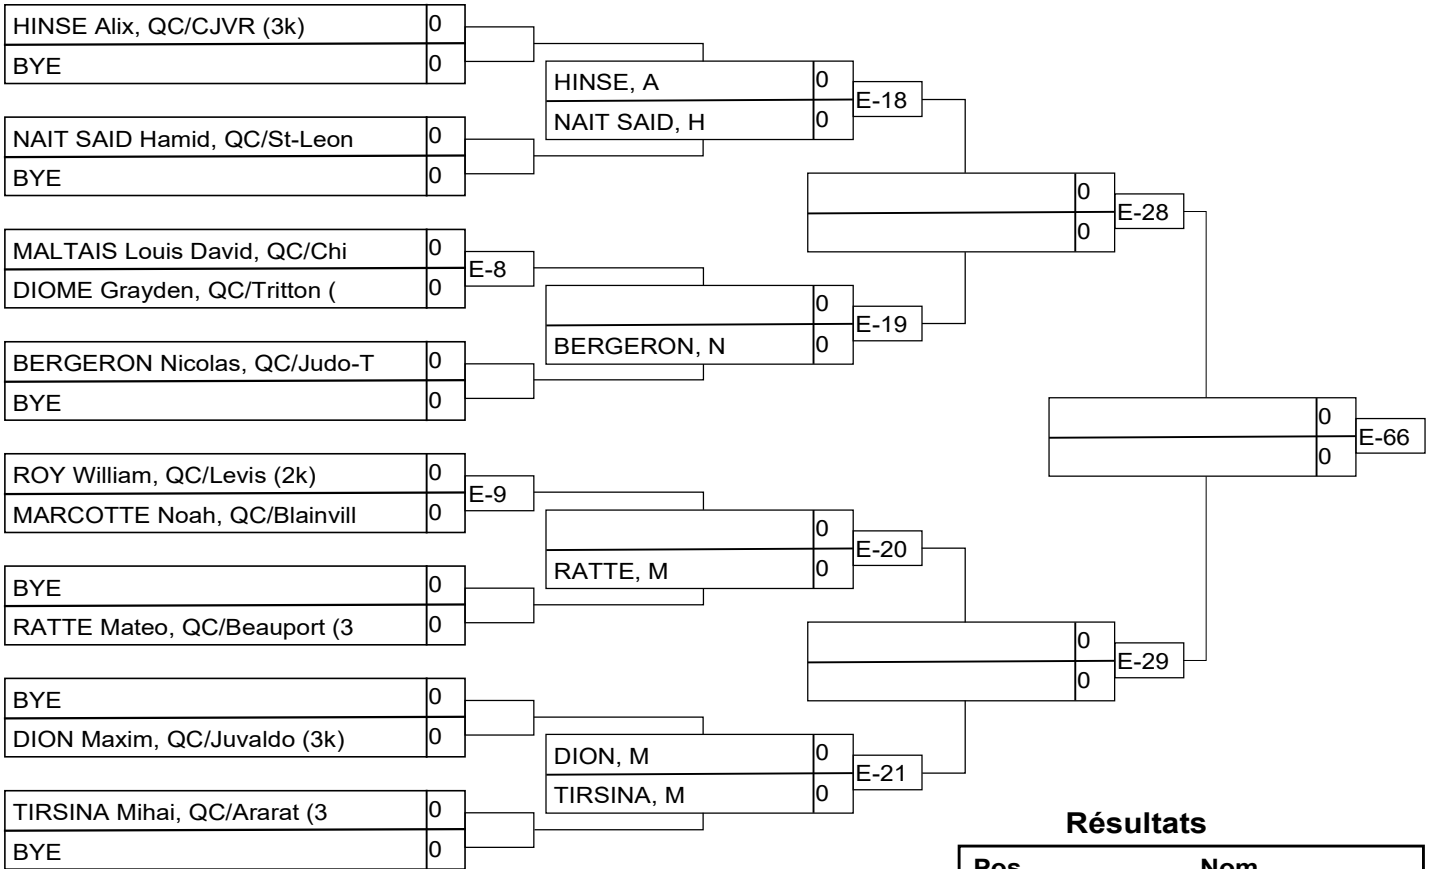 HINSE Alix, QC/CJVR (3k) 0
BYE 0
NAIT SAID Hamid, QC/St-Leon 0
BYE 0
MALTAIS Louis David, QC/Chi 0
DIOME Grayden, QC/Tritton ( 0
E-8
BERGERON Nicolas, QC/Judo-T 0
BYE 0
ROY William, QC/Levis (2k) 0
MARCOTTE Noah, QC/Blainvill 0
E-9
BYE 0
RATTE Mateo, QC/Beauport (3 0
BYE 0
DION Maxim, QC/Juvaldo (3k) 0
TIRSINA Mihai, QC/Ararat (3 0
BYE 0
HINSE, A 0
NAIT SAID, H 0
E-18
0
BERGERON, N 0
E-19
0
RATTE, M 0
E-20
DION, M 0
TIRSINA, M 0
E-21
0
0
E-28
0
0
E-29
0
0
E-66
Résultats
Pos Nom